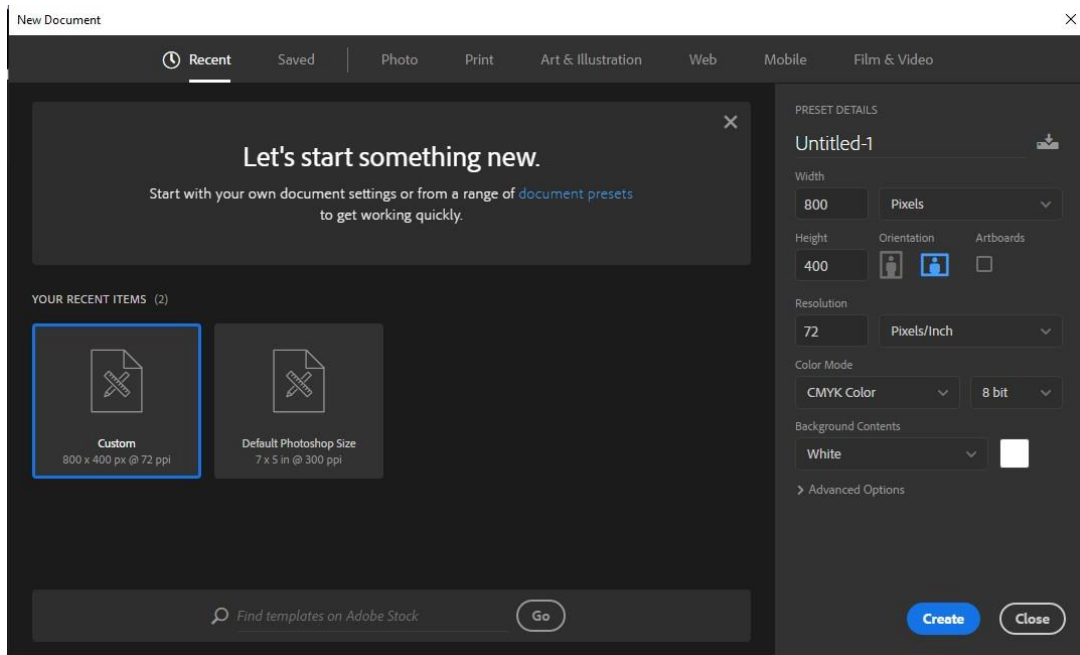 New Document
Recent Saved Photo Print Art & Illustration Web Mobile Film & Video
Let's start something new.
Start with your own document settings or from a range of document presets
to get working quickly.
YOUR RECENT ITEMS (2)
Custom
800 x 400 px @ 72 ppi
Default Photoshop Size
7 x 5 in @ 300 ppi
Find templates on Adobe Stock Go
PRESET DETAILS
Untitled-1
Width
800 Pixels
Height Orientation Artboards
400
Resolution
72 Pixels/Inch
Color Mode
CMYK Color 8 bit
Background Contents
White
Advanced Options
Create Close